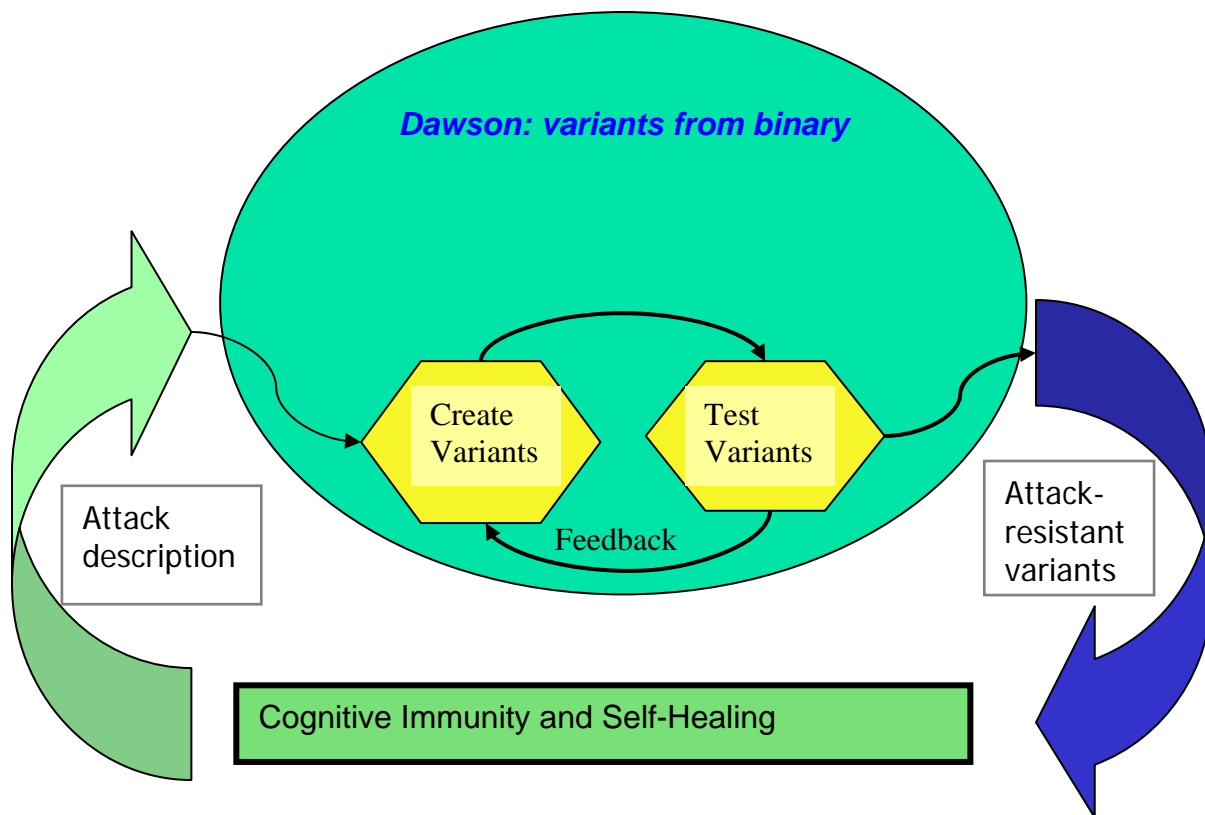 Dawson: variants from binary
Create
Variants
Test
Variants
Feedback
Attack
description
Attack-
resistant
variants
Cognitive Immunity and Self-Healing